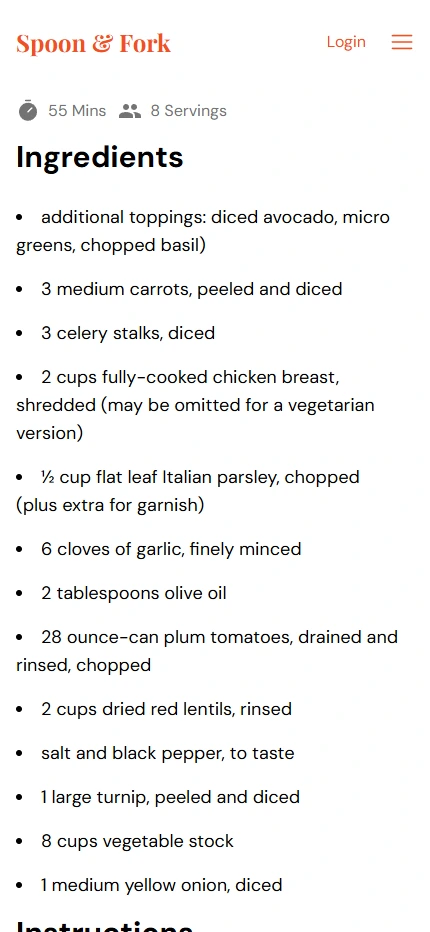 Spoon & Fork
Login
55 Mins 8 Servings
Ingredients
• additional toppings: diced avocado, micro
greens, chopped basil)
• 3 medium carrots, peeled and diced
• 3 celery stalks, diced
• 2 cups fully-cooked chicken breast,
shredded (may be omitted for a vegetarian
version)
• ½ cup flat leaf Italian parsley, chopped
(plus extra for garnish)
• 6 cloves of garlic, finely minced
• 2 tablespoons olive oil
• 28 ounce-can plum tomatoes, drained and
rinsed, chopped
• 2 cups dried red lentils, rinsed
• salt and black pepper, to taste
• 1 large turnip, peeled and diced
• 8 cups vegetable stock
• 1 medium yellow onion, diced
Instructions